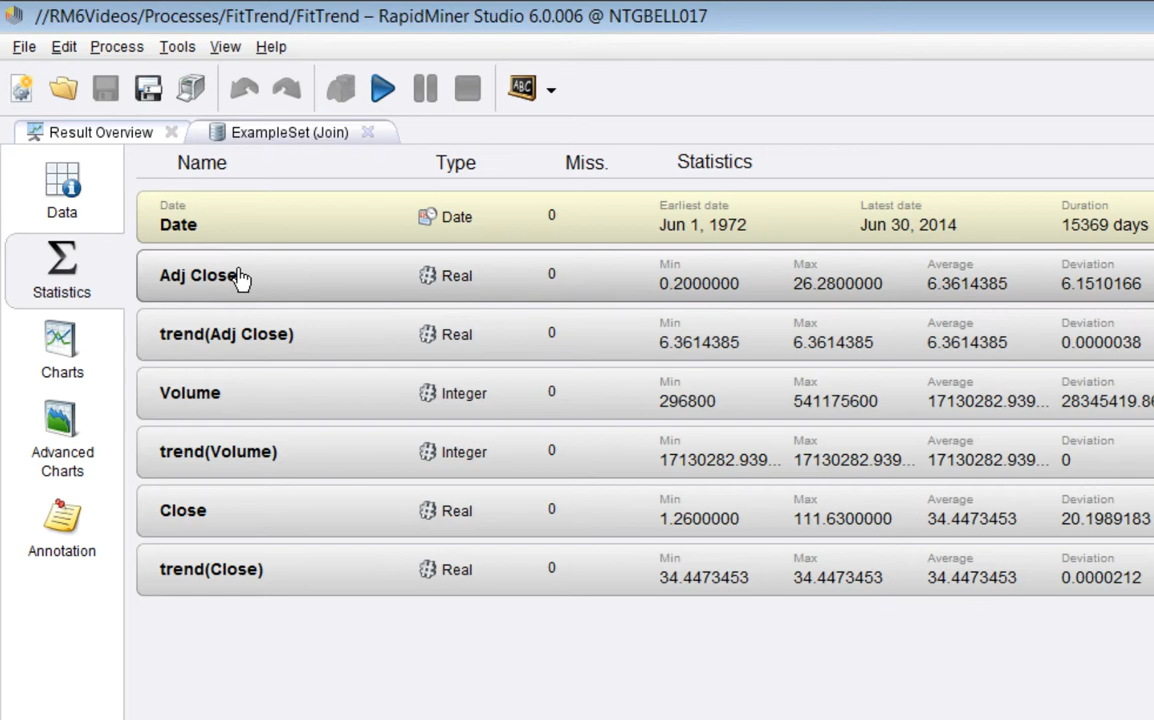 //RM6Videos/Processes/FitTrend/FitTrend – RapidMiner Studio 6.0.006 @ NTGBELL017
File Edit Process Tools View Help
ABC
Result Overview ExampleSet (Join)
Name Type Miss. Statistics
Data
Date Date Date 0 Earliest date Jun 1, 1972 Latest date Jun 30, 2014 Duration 15369 days
Statistics
Adj Close Real 0 Min 0.2000000 Max 26.2800000 Average 6.3614385 Deviation 6.1510166
Charts
trend(Adj Close) Real 0 Min 6.3614385 Max 6.3614385 Average 6.3614385 Deviation 0.0000038
Volume Integer 0 Min 296800 Max 541175600 Average 17130282.939... Deviation 28345419.86
Advanced
Charts
trend(Volume) Integer 0 Min 17130282.939... Max 17130282.939... Average 17130282.939... Deviation 0
Annotation
Close Real 0 Min 1.2600000 Max 111.6300000 Average 34.4473453 Deviation 20.1989183
trend(Close) Real 0 Min 34.4473453 Max 34.4473453 Average 34.4473453 Deviation 0.0000212